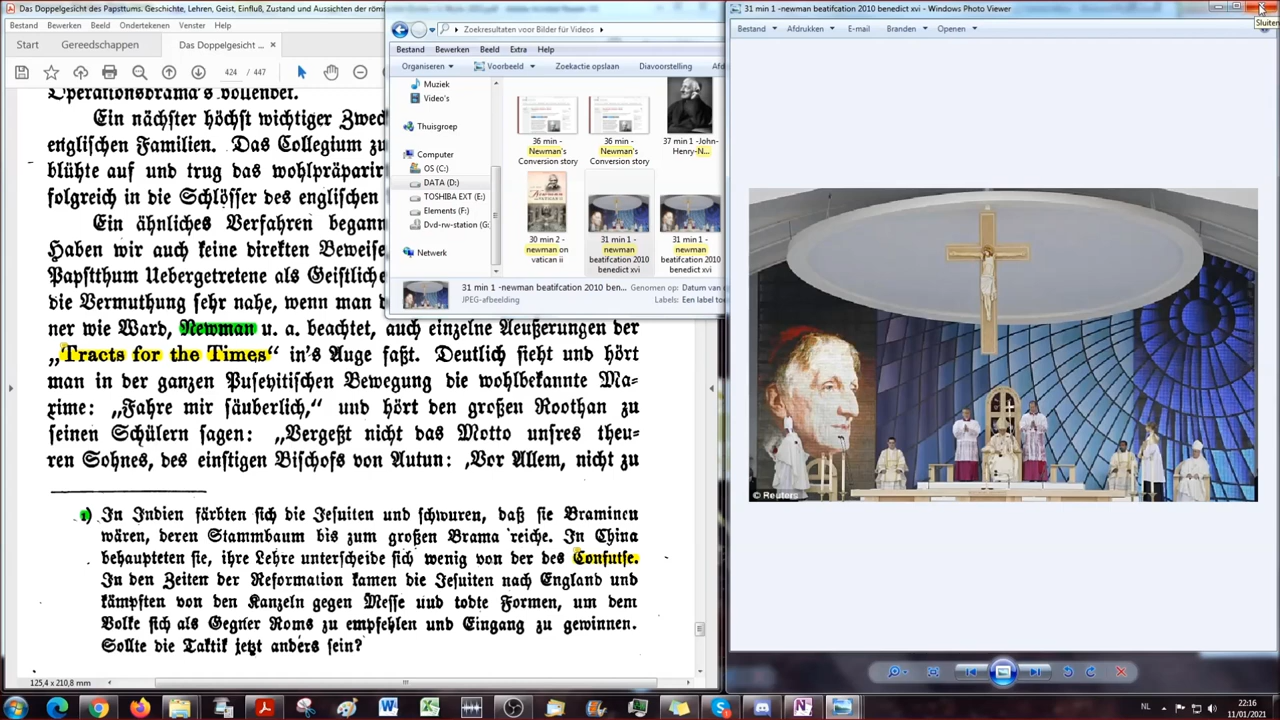 Das Doppelgesicht des Papstthums. Geschichte, Lehren, Geist, Einfluß, Zustand und Aussichten der röm
Bestand Bewerken Beeld Ondertekenen Venster Help
Start Gereedschappen Das Doppelgesicht ... ×
424 / 447
Operationsdrama's vollendet.
Ein nächster höchst wichtiger Zwec
englischen Familien. Das Collegium zu
blühte auf und trug das wohlpräparir
folgreich in die Schlösser des englischen
Ein ähnliches Verfahren begann
Haben wir auch keine direkten Beweise
Papstthum Uebergetretene als Geistliche
die Vermuthung sehr nahe, wenn man
ner wie Ward, Newman u. a. beachtet, auch einzelne Aeußerungen der
„Tracts for the Times“ in's Auge faßt. Deutlich sieht und hört
man in der ganzen Puseyitischen Bewegung die wohlbekannte Ma-
xime: „Fahre mir säuberlich,“ und hört den großen Roothan zu
seinen Schülern sagen: „Vergeßt nicht das Motto unsres theu-
ren Sohnes, des einstigen Bischofs von Autun: ‚Vor Allem, nicht zu
1) In Indien färbten sich die Jesuiten und schwuren, daß sie Braminen
wären, deren Stammbaum bis zum großen Brama reiche. In China
behaupteten sie, ihre Lehre unterscheide sich wenig von der des Confutse.
In den Zeiten der Reformation kamen die Jesuiten nach England und
kämpften von den Kanzeln gegen Messe und todte Formen, um dem
Volke sich als Gegner Roms zu empfehlen und Eingang zu gewinnen.
Sollte die Taktik jetzt anders sein?
125,4 x 210,8 mm
Zoekresultaten voor Bilder für Videos
Bestand Bewerken Beeld Extra Help
Organiseren Voorbeeld Zoekactie opslaan Diavoorstelling Afd
Muziek
Video's
Thuisgroep
Computer
OS (C:)
DATA (D:)
TOSHIBA EXT (E:)
Elements (F:)
Dvd-rw-station (G:
Netwerk
36 min -
Newman's
Conversion story
36 min -
Newman's
Conversion story
37 min 1 -John-
Henry-N...
30 min 2 -
newman on
vatican ii
31 min 1 -
newman
beatifcation 2010
benedict xvi
31 min 1 -
newman
beatifcation 2010
benedict xvi
31 min 1 -newman beatifcation 2010 ben... Genomen op: Datum van
JPEG-afbeelding Labels: Een label toe
31 min 1 -newman beatifcation 2010 benedict xvi - Windows Photo Viewer
Sluiten
Bestand Afdrukken E-mail Branden Openen
© Reuters
NL
22:16
11/01/2021